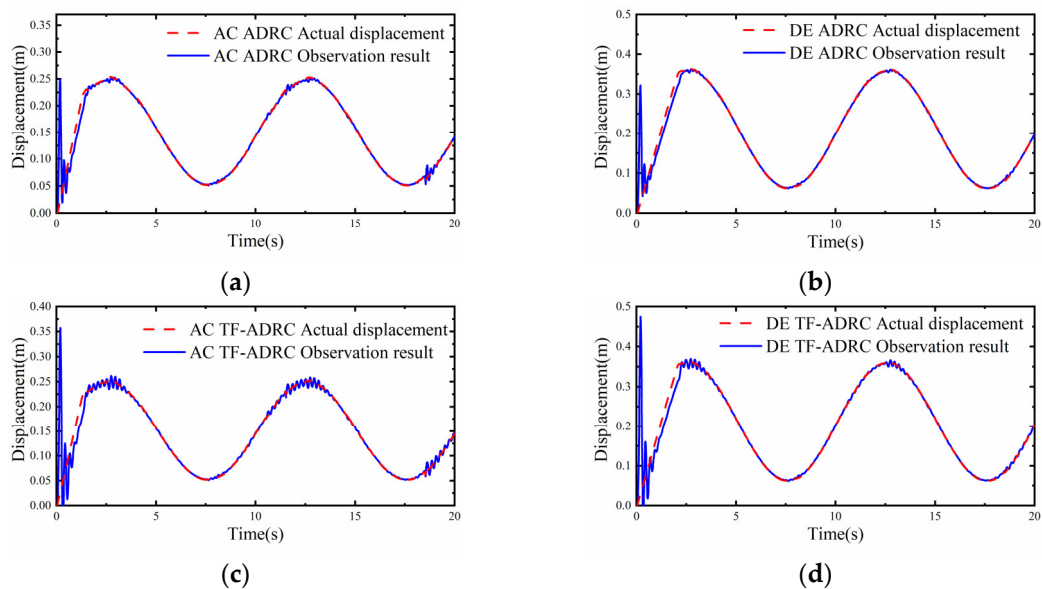 AC ADRC Actual displacement
AC ADRC Observation result
Displacement(m)
0.35
0.30
0.25
0.20
0.15
0.10
0.05
0.00
0 5 10 15 20
Time(s)
(a)
DE ADRC Actual displacement
DE ADRC Observation result
Displacement(m)
0.5
0.4
0.3
0.2
0.1
0.0
0 5 10 15 20
Time(s)
(b)
AC TF-ADRC Actual displacement
AC TF-ADRC Observation result
Displacement(m)
0.40
0.35
0.30
0.25
0.20
0.15
0.10
0.05
0.00
0 5 10 15 20
Time(s)
(c)
DE TF-ADRC Actual displacement
DE TF-ADRC Observation result
Displacement(m)
0.5
0.4
0.3
0.2
0.1
0.0
0 5 10 15 20
Time(s)
(d)